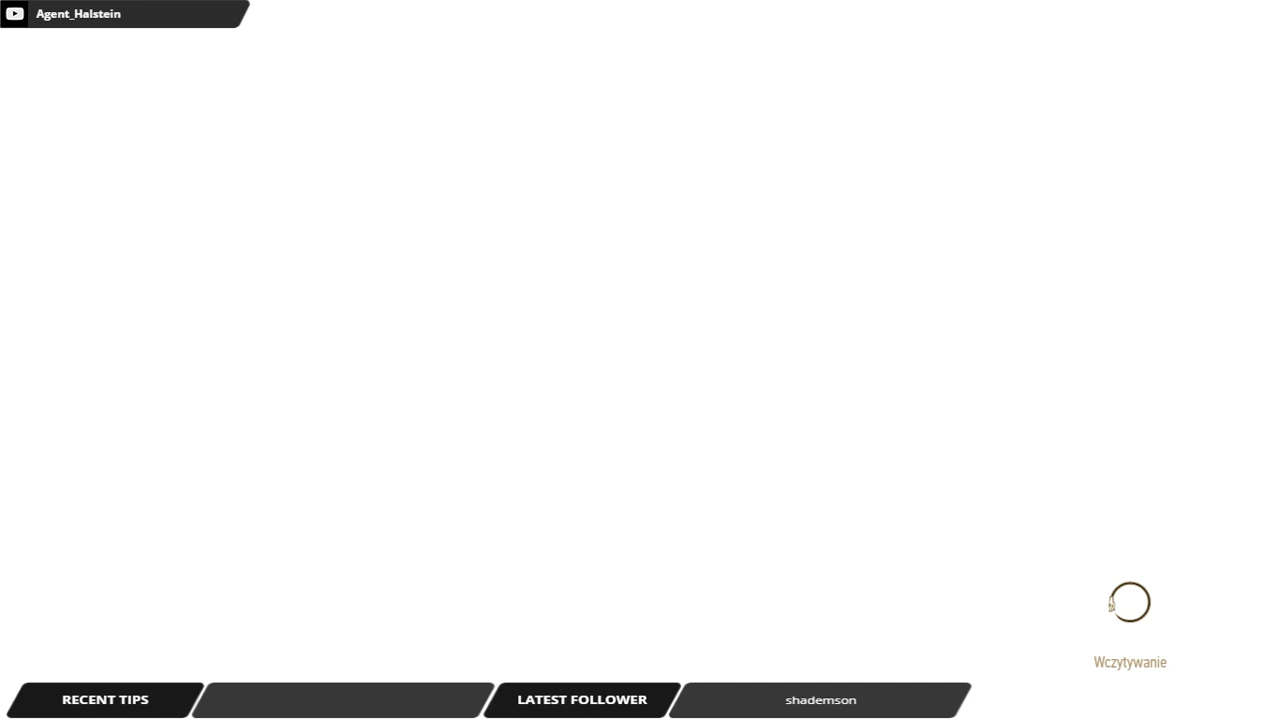 Agent_Halstein
Wczytywanie
RECENT TIPS
LATEST FOLLOWER
shademson